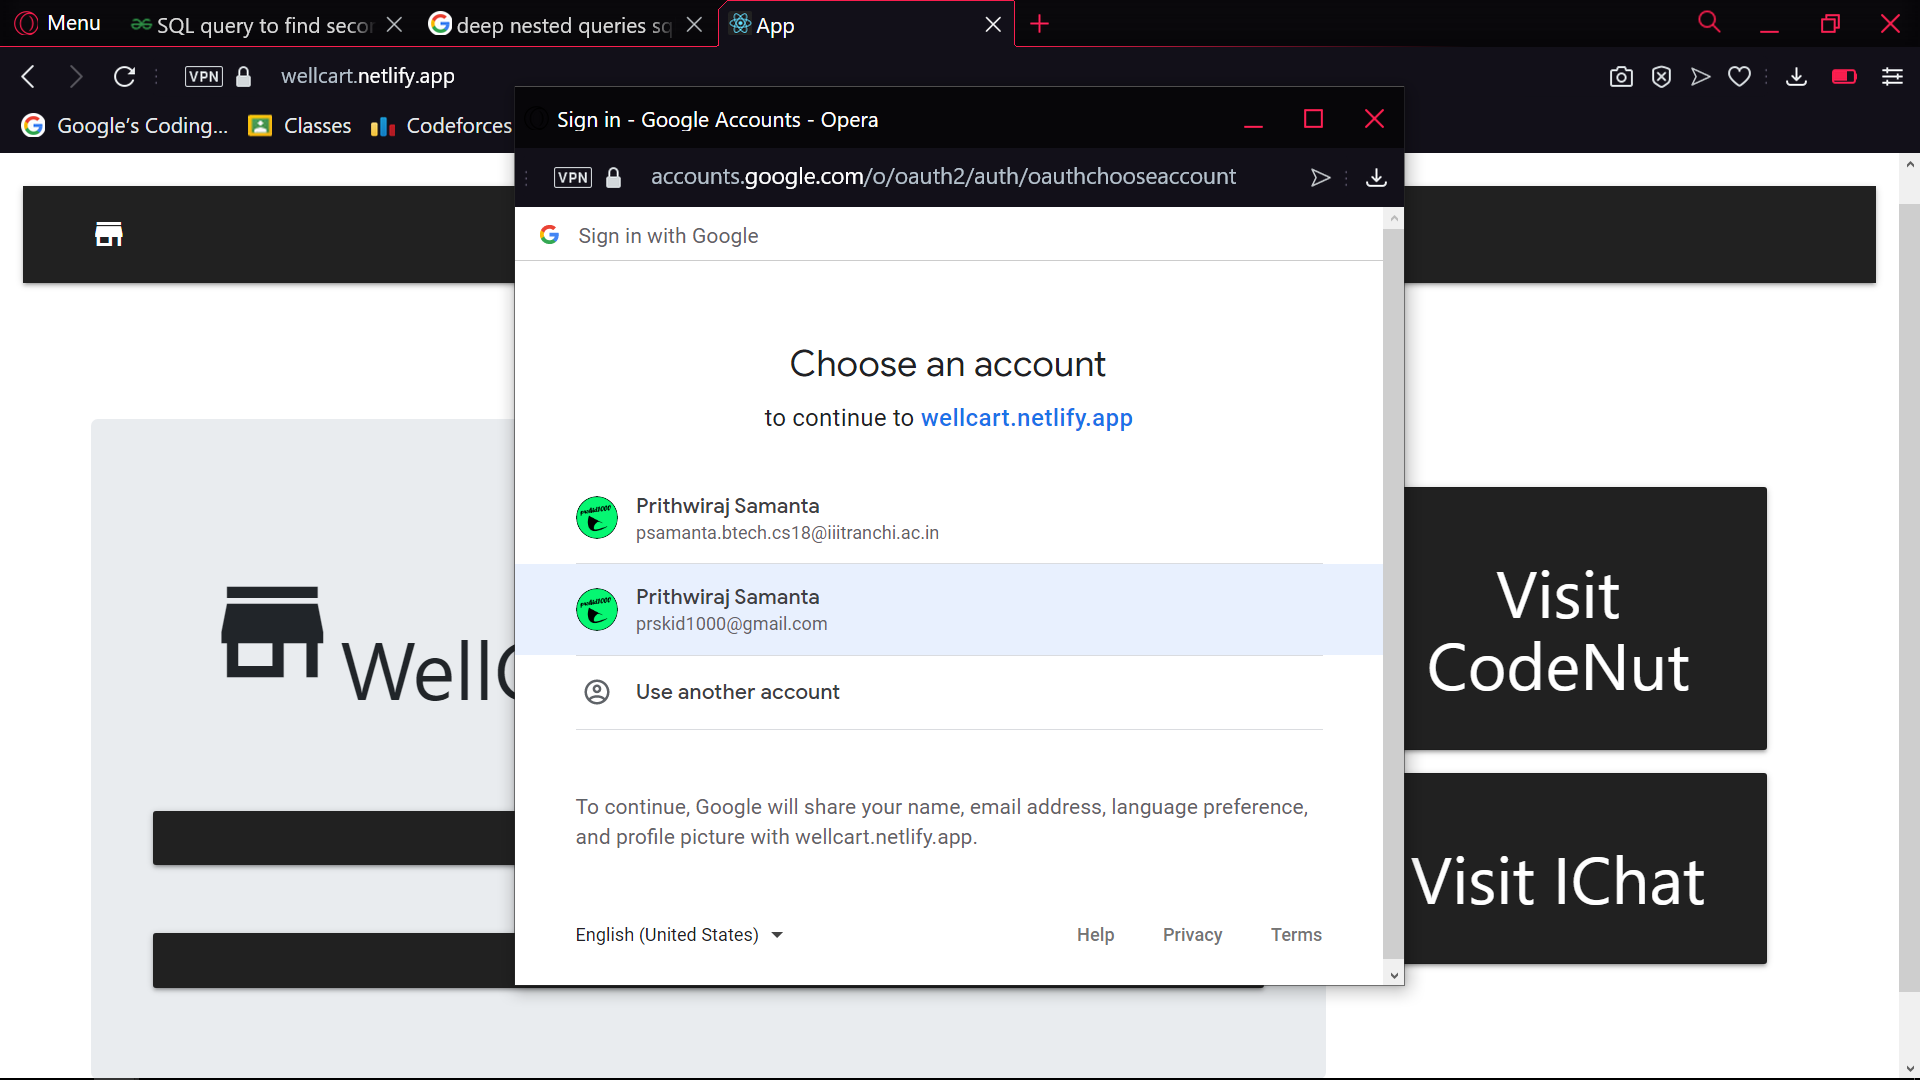 Menu
SQL query to find secon
deep nested queries sq
App
VPN
wellcart.netlify.app
Google's Coding...
Classes
Codeforces
Sign in - Google Accounts - Opera
VPN
accounts.google.com/o/oauth2/auth/oauthchooseaccount
Sign in with Google
Choose an account
to continue to wellcart.netlify.app
Prithwiraj Samanta
psamanta.btech.cs18@iiitranchi.ac.in
Prithwiraj Samanta
prskid1000@gmail.com
Use another account
To continue, Google will share your name, email address, language preference,
and profile picture with wellcart.netlify.app.
English (United States)
Help
Privacy
Terms
WellC
Visit
CodeNut
Visit IChat